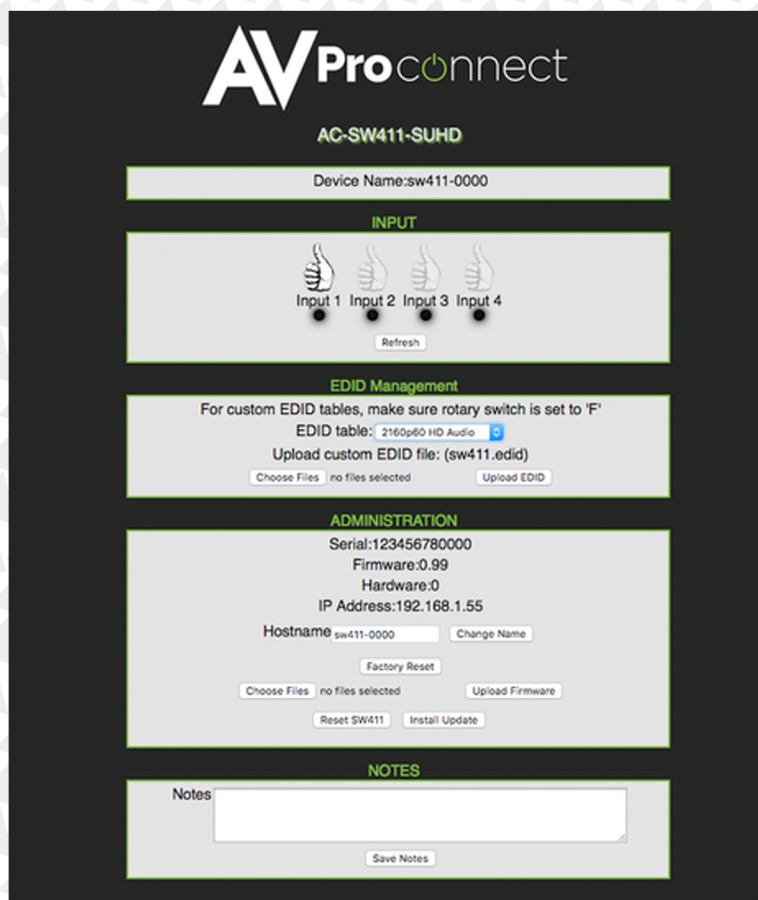 AVProconnect
AC-SW411-SUHD
Device Name:sw411-0000
INPUT
Input 1 Input 2 Input 3 Input 4
Refresh
EDID Management
For custom EDID tables, make sure rotary switch is set to 'F'
EDID table: 2160p60 HD Audio
Upload custom EDID file: (sw411.edid)
Choose Files no files selected Upload EDID
ADMINISTRATION
Serial:123456780000
Firmware:0.99
Hardware:0
IP Address:192.168.1.55
Hostname sw411-0000 Change Name
Factory Reset
Choose Files no files selected Upload Firmware
Reset SW411 Install Update
NOTES
Notes
Save Notes